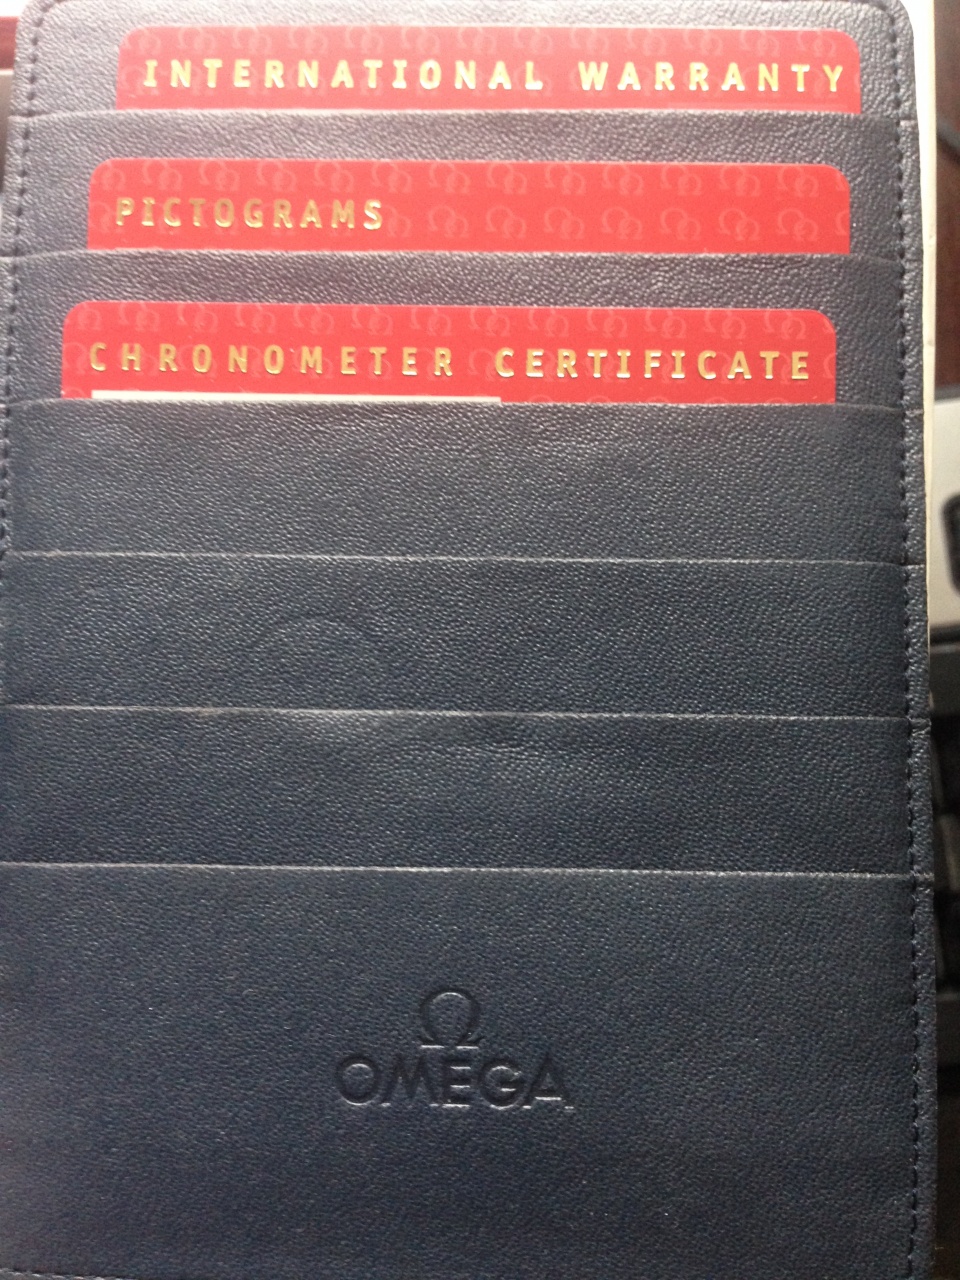 INTERNATIONAL WARRANTY
PICTOGRAMS
CHRONOMETER CERTIFICATE
Ω
OMEGA